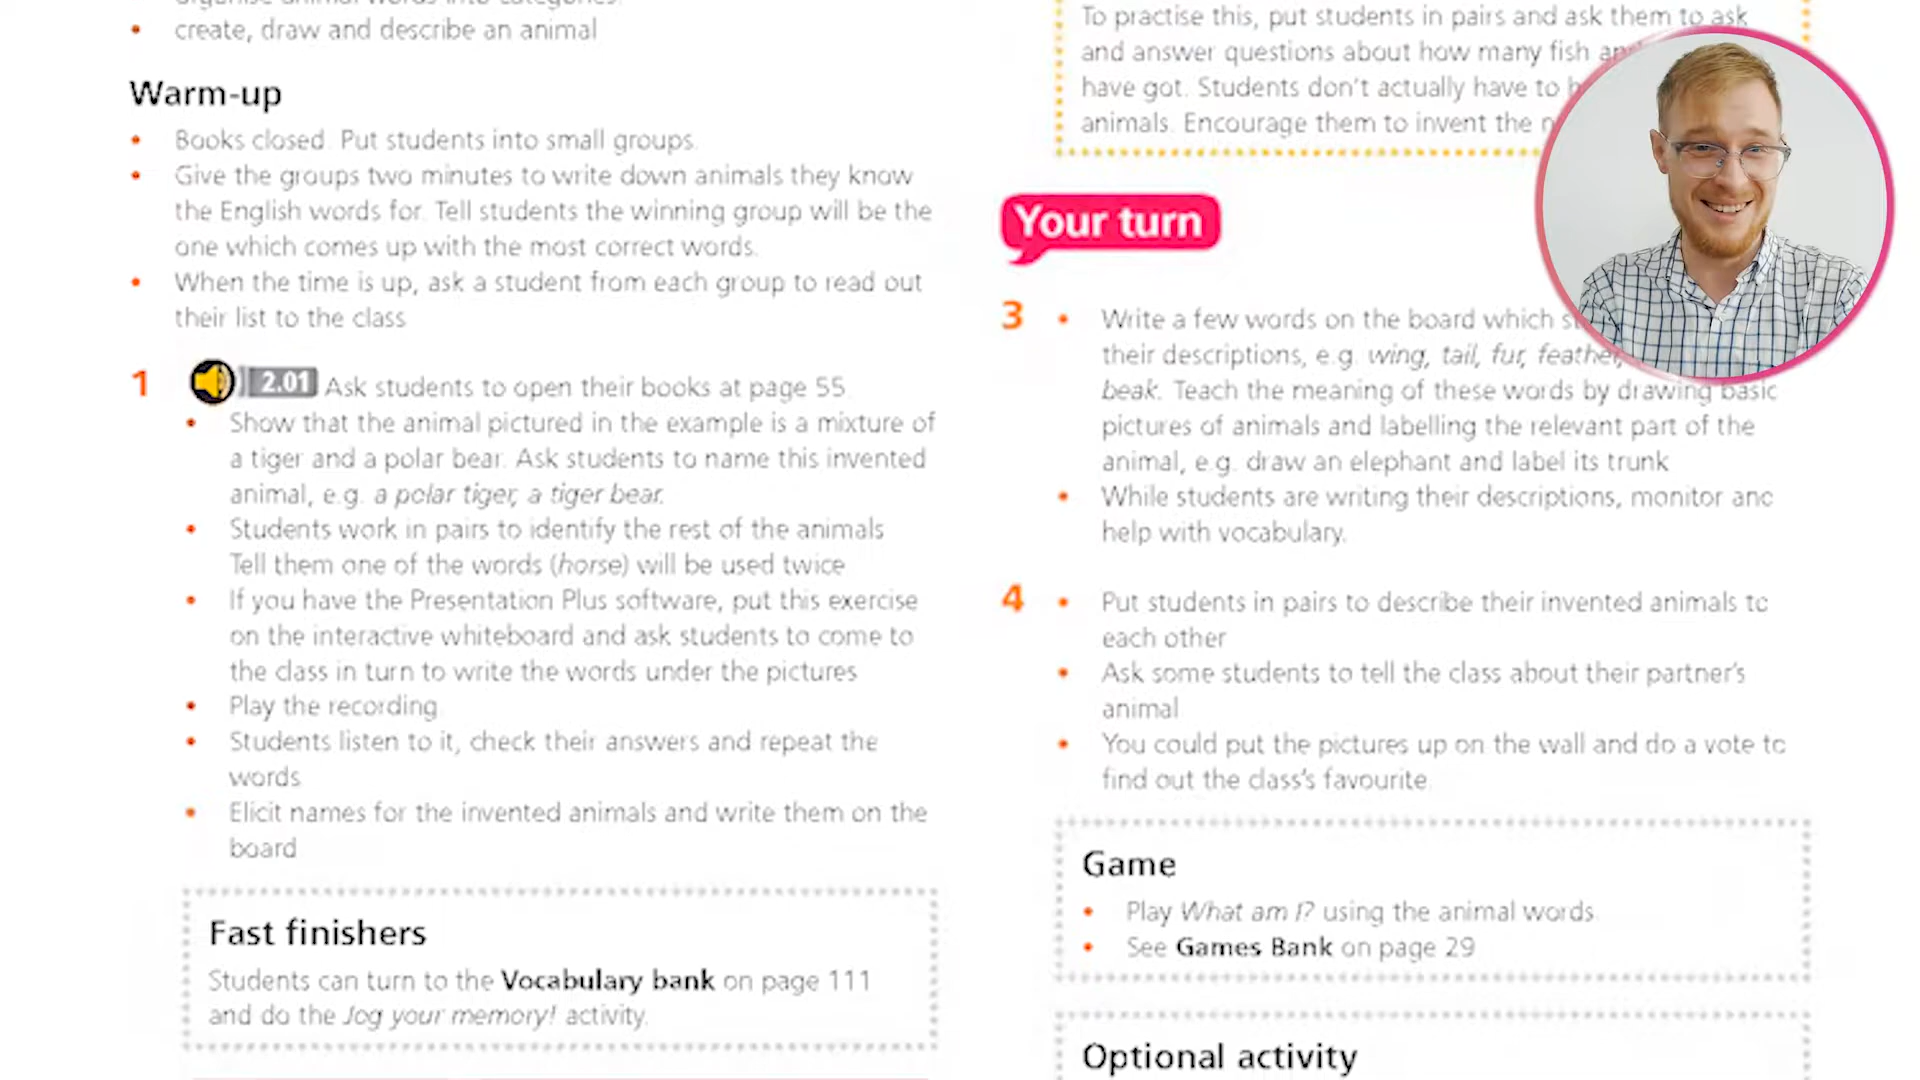 create, draw and describe an animal
Warm-up
Books closed. Put students into small groups.
Give the groups two minutes to write down animals they know
the English words for. Tell students the winning group will be the
one which comes up with the most correct words.
When the time is up, ask a student from each group to read out
their list to the class
1 2.01 Ask students to open their books at page 55
Show that the animal pictured in the example is a mixture of
a tiger and a polar bear. Ask students to name this invented
animal, e.g. a polar tiger, a tiger bear.
Students work in pairs to identify the rest of the animals
Tell them one of the words (horse) will be used twice
If you have the Presentation Plus software, put this exercise
on the interactive whiteboard and ask students to come to
the class in turn to write the words under the pictures
Play the recording
Students listen to it, check their answers and repeat the
words
Elicit names for the invented animals and write them on the
board
Fast finishers
Students can turn to the Vocabulary bank on page 111
and do the Jog your memory! activity.
To practise this, put students in pairs and ask them to ask
and answer questions about how many fish
have got. Students don't actually have to
animals. Encourage them to invent the
Your turn
3 Write a few words on the board which
their descriptions, e.g. wing, tail, fur, feather,
beak. Teach the meaning of these words by drawing basic
pictures of animals and labelling the relevant part of the
animal, e.g. draw an elephant and label its trunk
While students are writing their descriptions, monitor and
help with vocabulary.
4 Put students in pairs to describe their invented animals to
each other
Ask some students to tell the class about their partner's
animal
You could put the pictures up on the wall and do a vote to
find out the class's favourite.
Game
Play What am I? using the animal words
See Games Bank on page 29
Optional activity